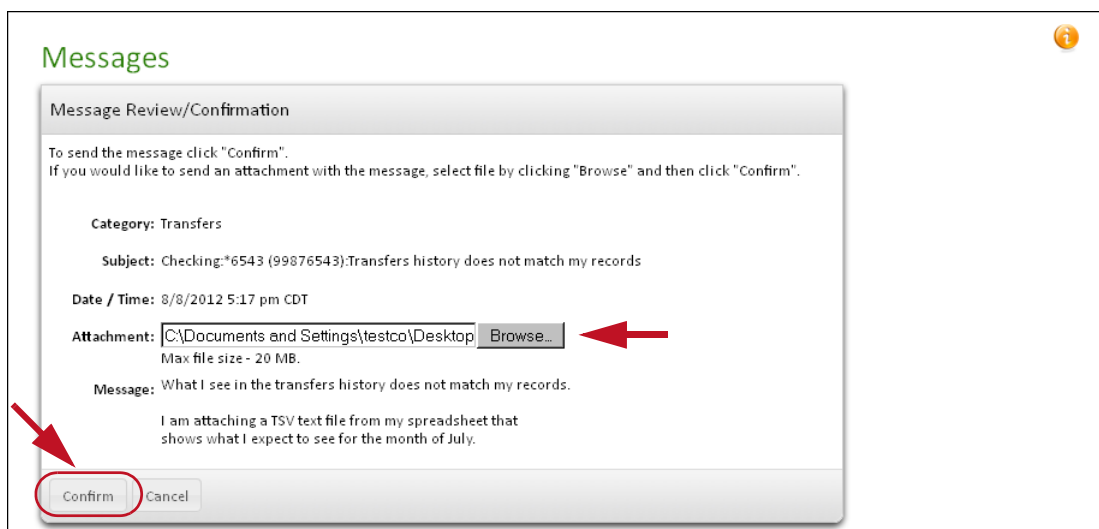 Messages
Message Review/Confirmation
To send the message click "Confirm".
If you would like to send an attachment with the message, select file by clicking "Browse" and then click "Confirm".
Category: Transfers
Subject: Checking:*6543 (99876543):Transfers history does not match my records
Date / Time: 8/8/2012 5:17 pm CDT
Attachment: C:\Documents and Settings\testco\Desktop Browse...
Max file size - 20 MB.
Message: What I see in the transfers history does not match my records.
I am attaching a TSV text file from my spreadsheet that
shows what I expect to see for the month of July.
Confirm Cancel